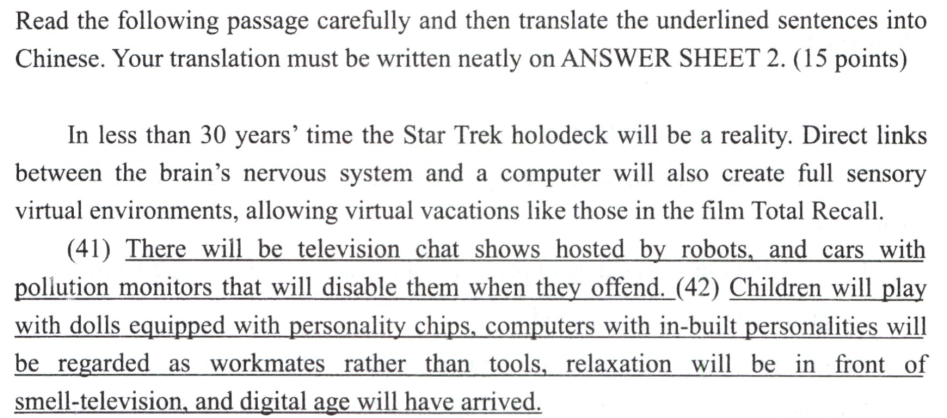 Read the following passage carefully and then translate the underlined sentences into
Chinese. Your translation must be written neatly on ANSWER SHEET 2. (15 points)
In less than 30 years' time the Star Trek holodeck will be a reality. Direct links
between the brain's nervous system and a computer will also create full sensory
virtual environments, allowing virtual vacations like those in the film Total Recall.
(41) There will be television chat shows hosted by robots, and cars with
pollution monitors that will disable them when they offend. (42) Children will play
with dolls equipped with personality chips, computers with in-built personalities will
be regarded as workmates rather than tools, relaxation will be in front of
smell-television, and digital age will have arrived.